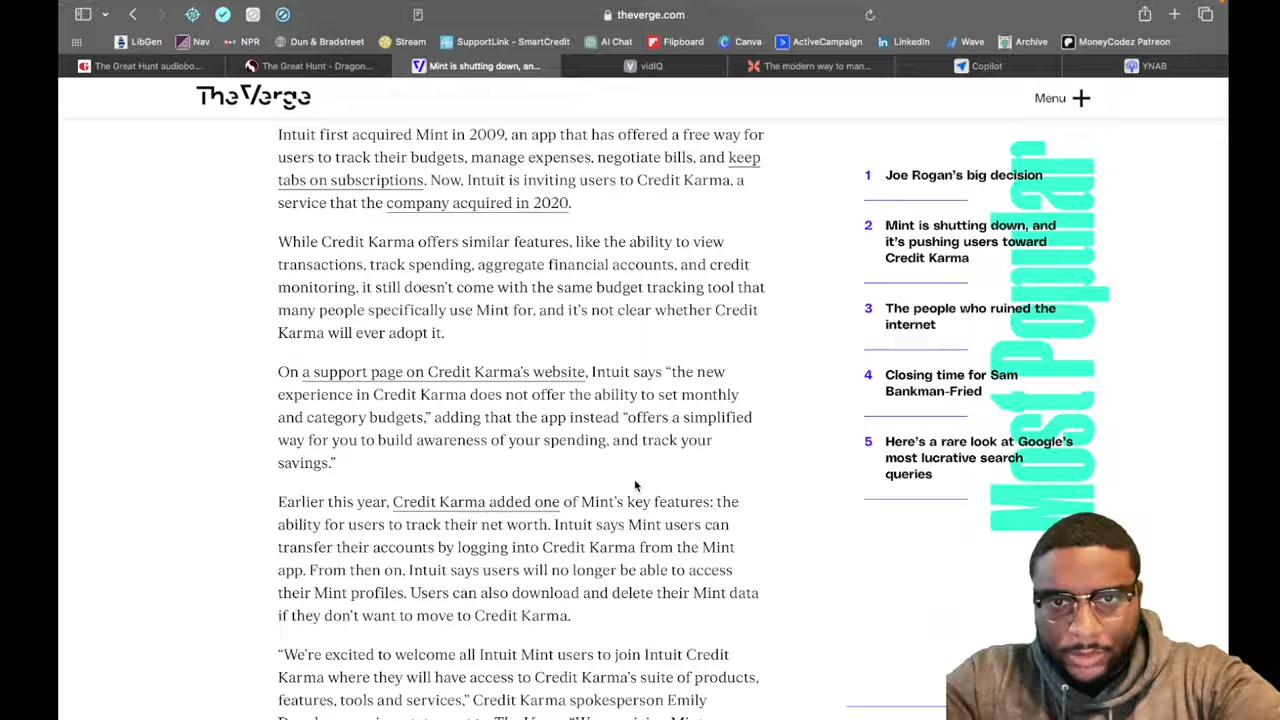 theverge.com
LibGen Nav NPR Dun & Bradstreet Stream SupportLink - SmartCredit AI Chat Flipboard Canva ActiveCampaign LinkedIn Wave Archive MoneyCodez Patreon
The Great Hunt audiobo... The Great Hunt - Dragon... Mint is shutting down, an... vidIQ The modern way to man... Copilot YNAB
The Verge
Menu
Intuit first acquired Mint in 2009, an app that has offered a free way for
users to track their budgets, manage expenses, negotiate bills, and keep
tabs on subscriptions. Now, Intuit is inviting users to Credit Karma, a
service that the company acquired in 2020.
While Credit Karma offers similar features, like the ability to view
transactions, track spending, aggregate financial accounts, and credit
monitoring, it still doesn't come with the same budget tracking tool that
many people specifically use Mint for, and it's not clear whether Credit
Karma will ever adopt it.
On a support page on Credit Karma's website, Intuit says “the new
experience in Credit Karma does not offer the ability to set monthly
and category budgets,” adding that the app instead “offers a simplified
way for you to build awareness of your spending, and track your
savings.”
Earlier this year, Credit Karma added one of Mint's key features: the
ability for users to track their net worth. Intuit says Mint users can
transfer their accounts by logging into Credit Karma from the Mint
app. From then on, Intuit says users will no longer be able to access
their Mint profiles. Users can also download and delete their Mint data
if they don't want to move to Credit Karma.
“We're excited to welcome all Intuit Mint users to join Intuit Credit
Karma where they will have access to Credit Karma's suite of products,
features, tools and services,” Credit Karma spokesperson Emily
Most Popular
1 Joe Rogan's big decision
2 Mint is shutting down, and
it's pushing users toward
Credit Karma
3 The people who ruined the
internet
4 Closing time for Sam
Bankman-Fried
5 Here's a rare look at Google's
most lucrative search
queries